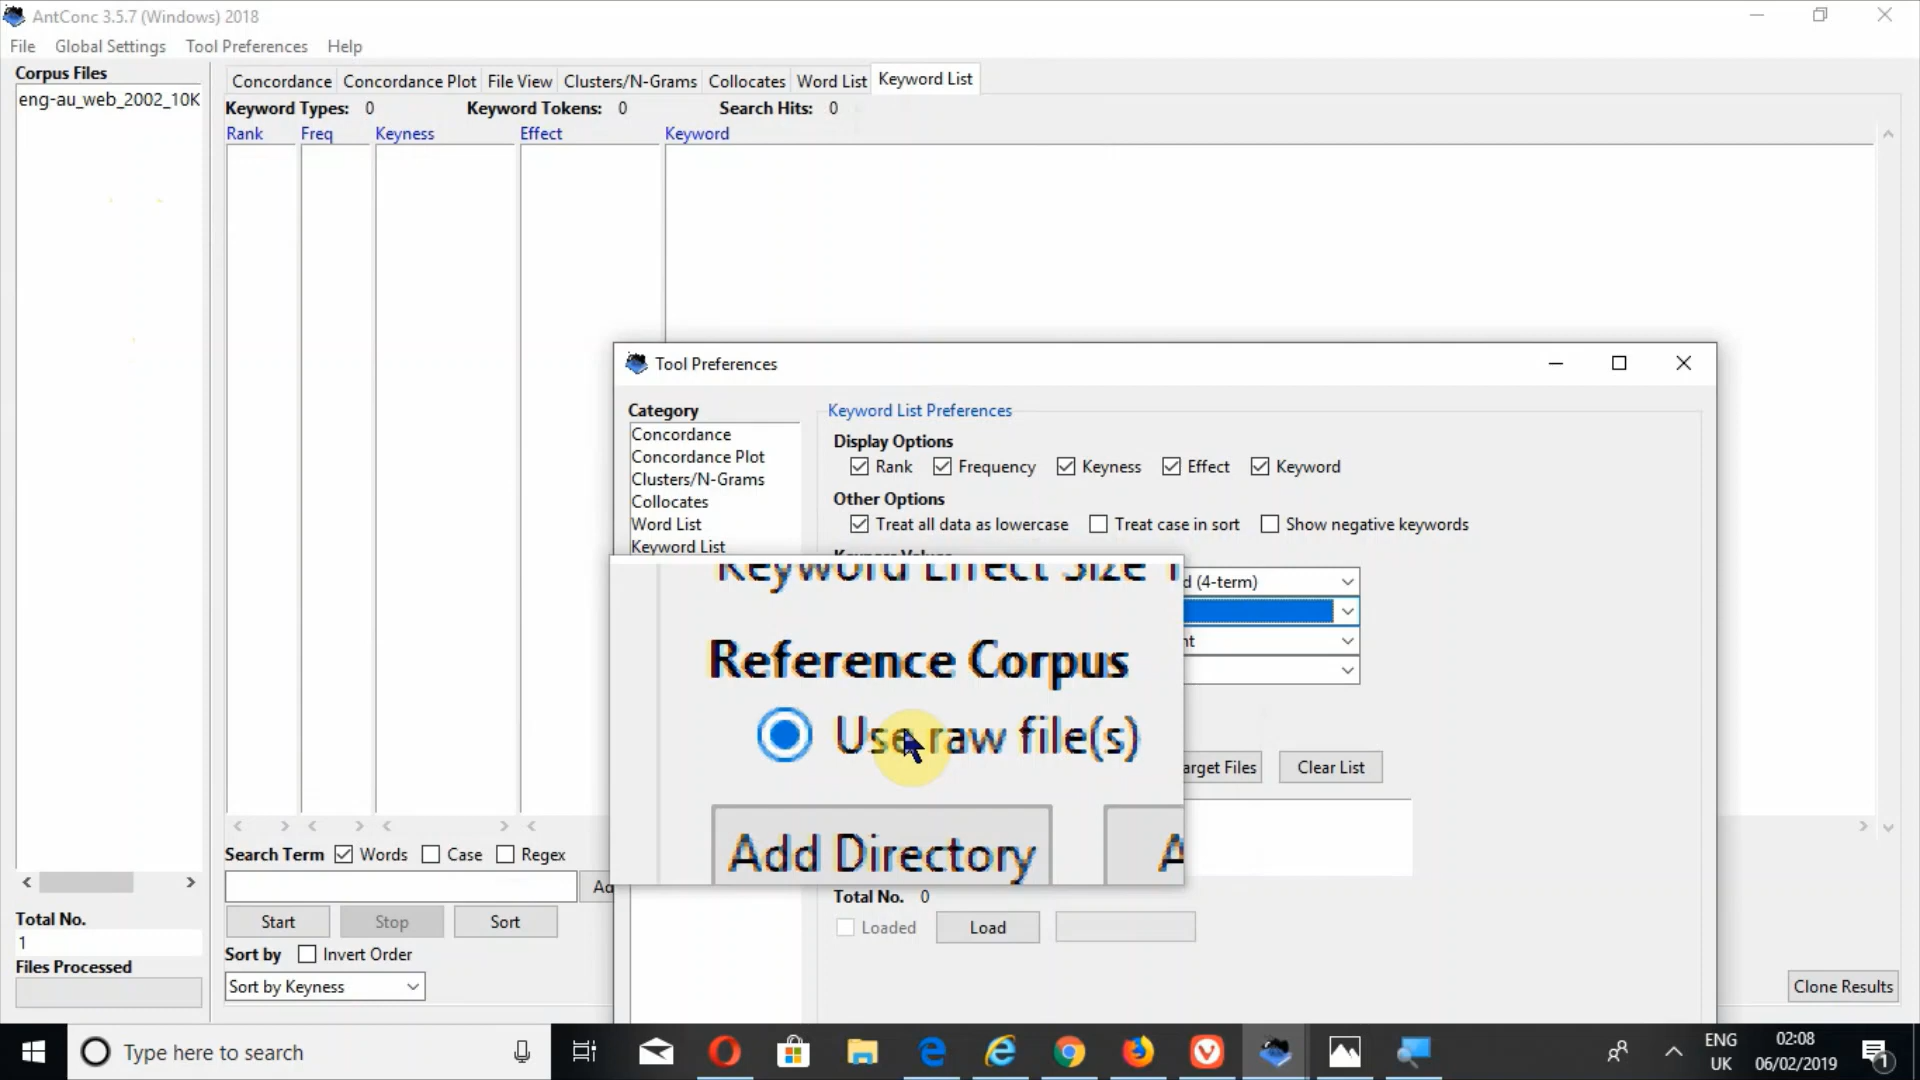 AntConc 3.5.7 (Windows) 2018
File Global Settings Tool Preferences Help
Corpus Files
eng-au_web_2002_10K
Concordance Concordance Plot File View Clusters/N-Grams Collocates Word List Keyword List
Keyword Types: 0 Keyword Tokens: 0 Search Hits: 0
Rank Freq Keyness Effect Keyword
Tool Preferences
Category
Concordance
Concordance Plot
Clusters/N-Grams
Collocates
Word List
Keyword List
Keyword List Preferences
Display Options
Rank Frequency Keyness Effect Keyword
Other Options
Treat all data as lowercase Treat case in sort Show negative keywords
Keyword Effect Size T
d (4-term)
nt
Reference Corpus
Use raw file(s)
Add Directory A
arget Files Clear List
Total No. 0
Loaded Load
Search Term Words Case Regex
Ad
Start Stop Sort
Sort by Invert Order
Sort by Keyness
Total No.
1
Files Processed
Clone Results
Type here to search
ENG
UK
02:08
06/02/2019
1